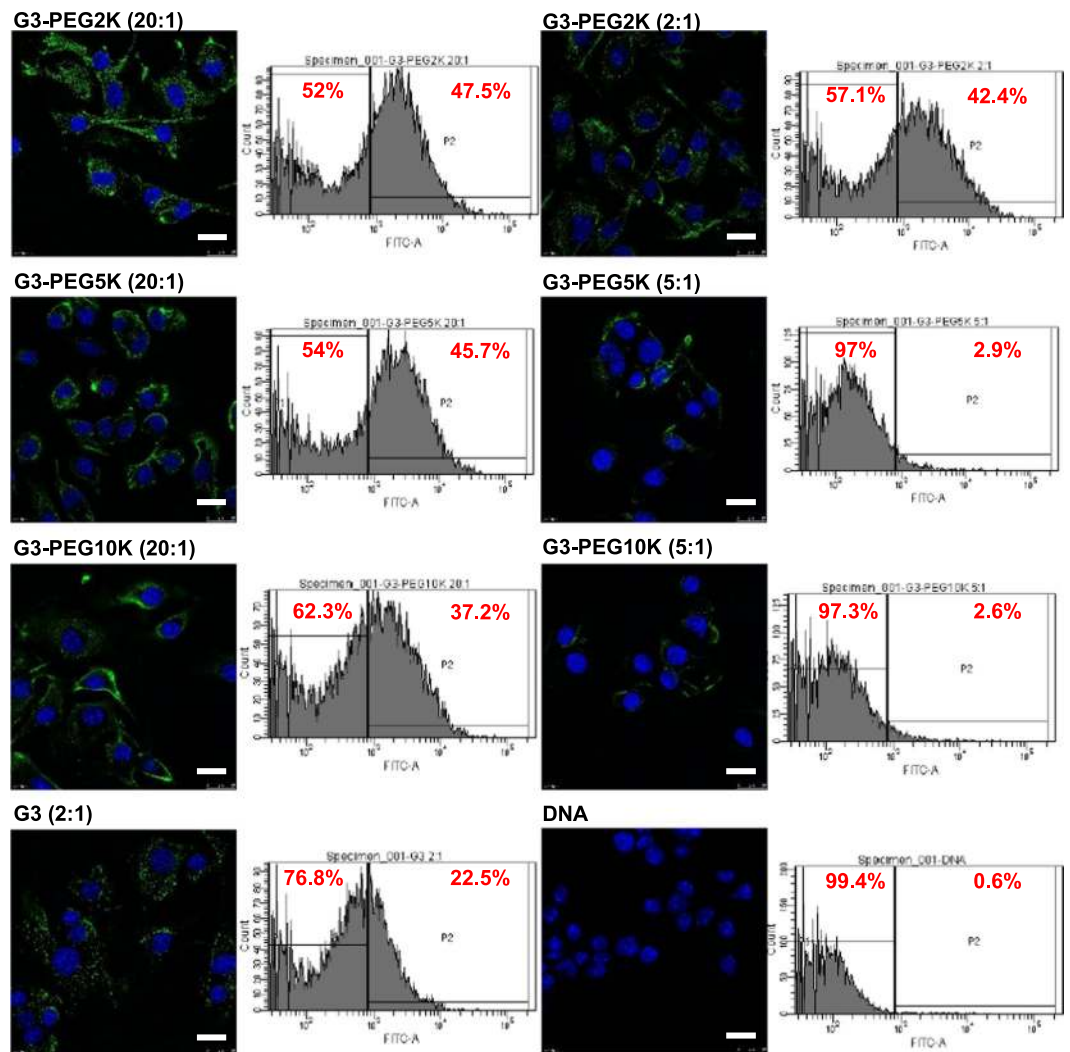 G3-PEG2K (20:1)
Specimen_001-G3-PEG2K 20:1
52%
47.5%
P2
Count
FITC-A
G3-PEG2K (2:1)
Specimen_001-G3-PEG2K 2:1
57.1%
42.4%
P2
Count
FITC-A
G3-PEG5K (20:1)
Specimen_001-G3-PEG5K 20:1
54%
45.7%
P2
Count
FITC-A
G3-PEG5K (5:1)
Specimen_001-G3-PEG5K 5:1
97%
2.9%
P2
Count
FITC-A
G3-PEG10K (20:1)
Specimen_001-G3-PEG10K 20:1
62.3%
37.2%
P2
Count
FITC-A
G3-PEG10K (5:1)
Specimen_001-G3-PEG10K 5:1
97.3%
2.6%
P2
Count
FITC-A
G3 (2:1)
Specimen_001-G3 2:1
76.8%
22.5%
P2
Count
FITC-A
DNA
Specimen_001-DNA
99.4%
0.6%
P2
Count
FITC-A